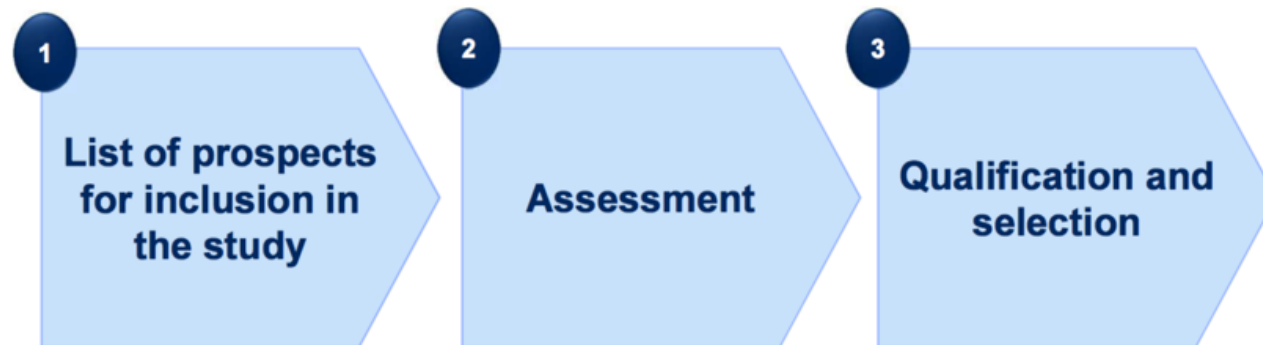 1
List of prospects
for inclusion in
the study
2
Assessment
3
Qualification and
selection